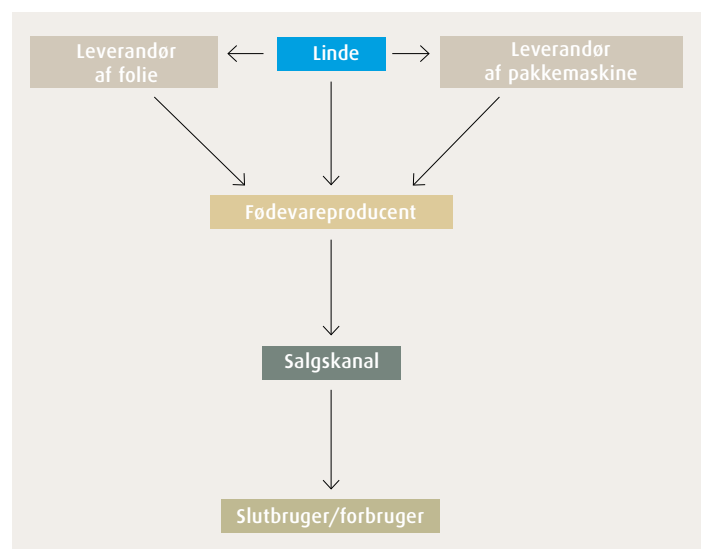 Leverandør
af folie
Linde
Leverandør
af pakkemaskine
Fødevareproducent
Salgskanal
Slutbruger/forbruger